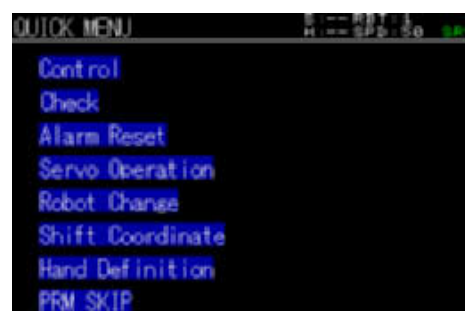 QUICK MENU
Control
Check
Alarm Reset
Servo Operation
Robot Change
Shift Coordinate
Hand Definition
PRM SKIP